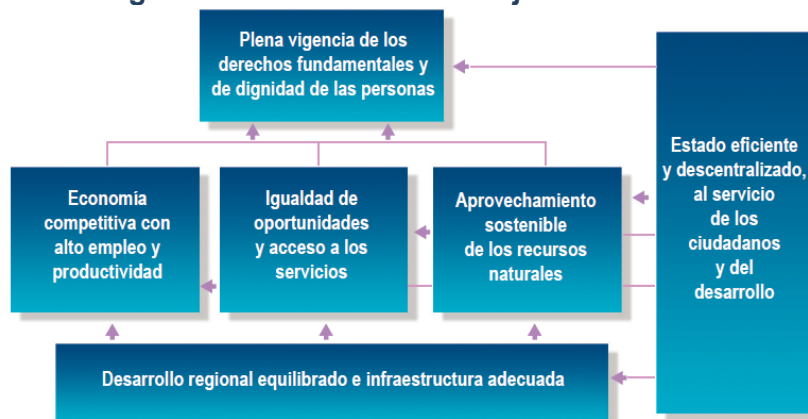 Plena vigencia de los
derechos fundamentales y
de dignidad de las personas
Economía
competitiva con
alto empleo y
productividad
Igualdad de
oportunidades
y acceso a los
servicios
Aprovechamiento
sostenible
de los recursos
naturales
Estado eficiente
y descentralizado,
al servicio
de los
ciudadanos
y del
desarrollo
Desarrollo regional equilibrado e infraestructura adecuada